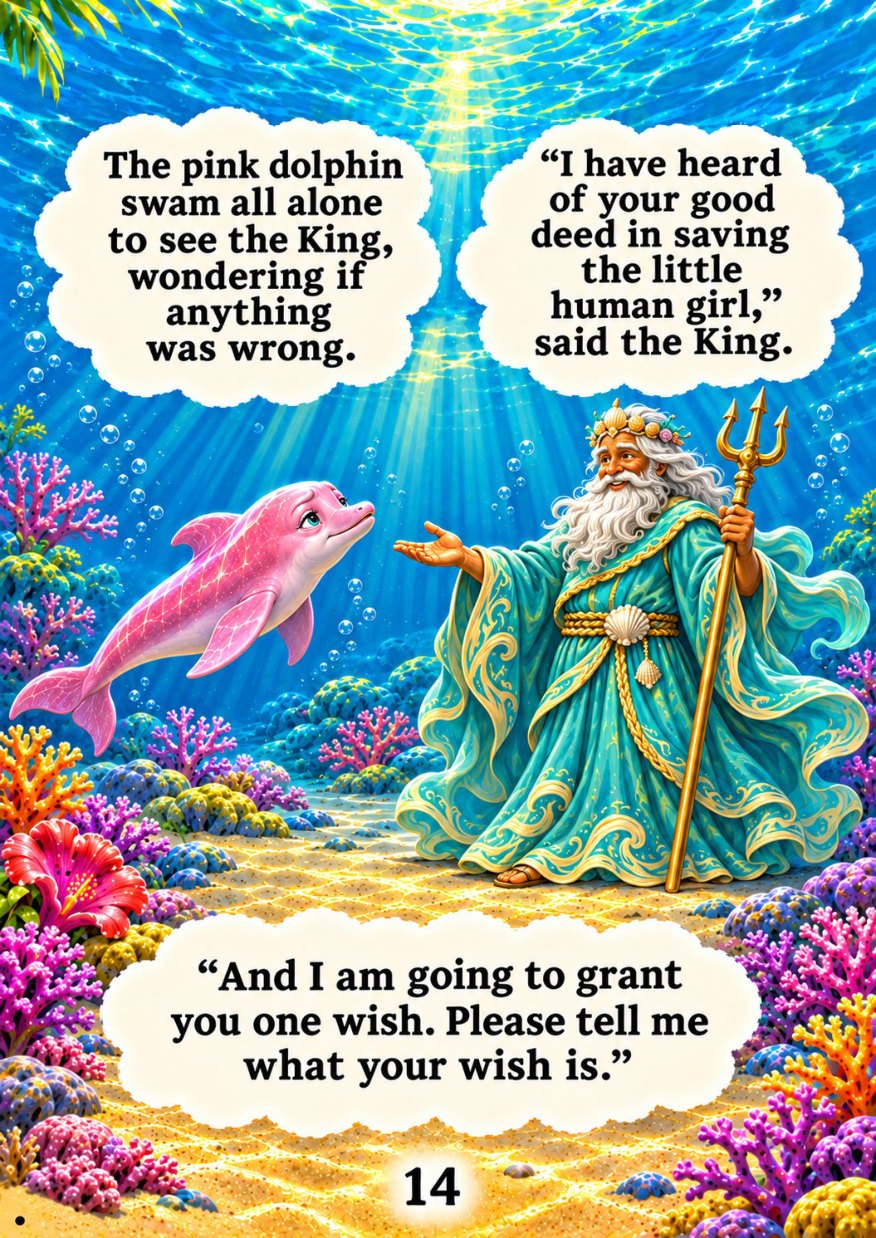 The pink dolphin
swam all alone
to see the King,
wondering if
anything
was wrong.
“I have heard
of your good
deed in saving
the little
human girl,”
said the King.
“And I am going to grant
you one wish. Please tell me
what your wish is.”
14